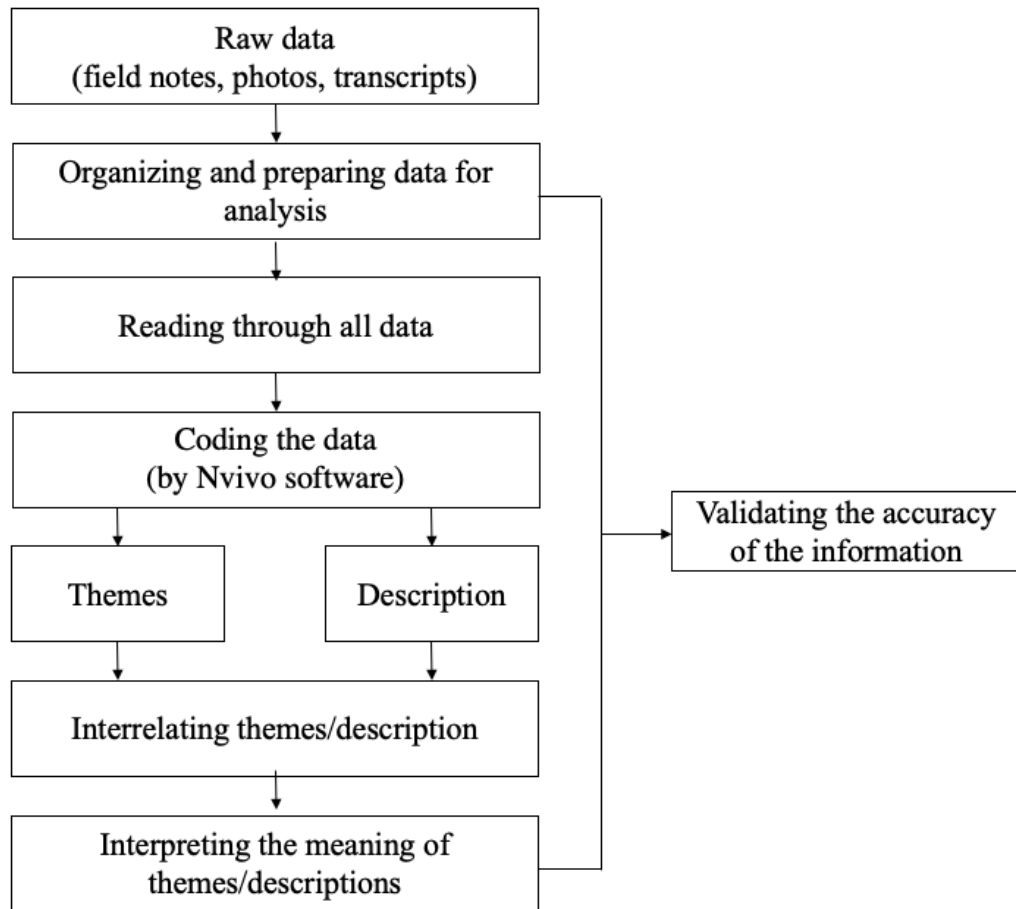 Raw data
(field notes, photos, transcripts)
Organizing and preparing data for
analysis
Reading through all data
Coding the data
(by Nvivo software)
Validating the accuracy
of the information
Themes
Description
Interrelating themes/description
Interpreting the meaning of
themes/descriptions